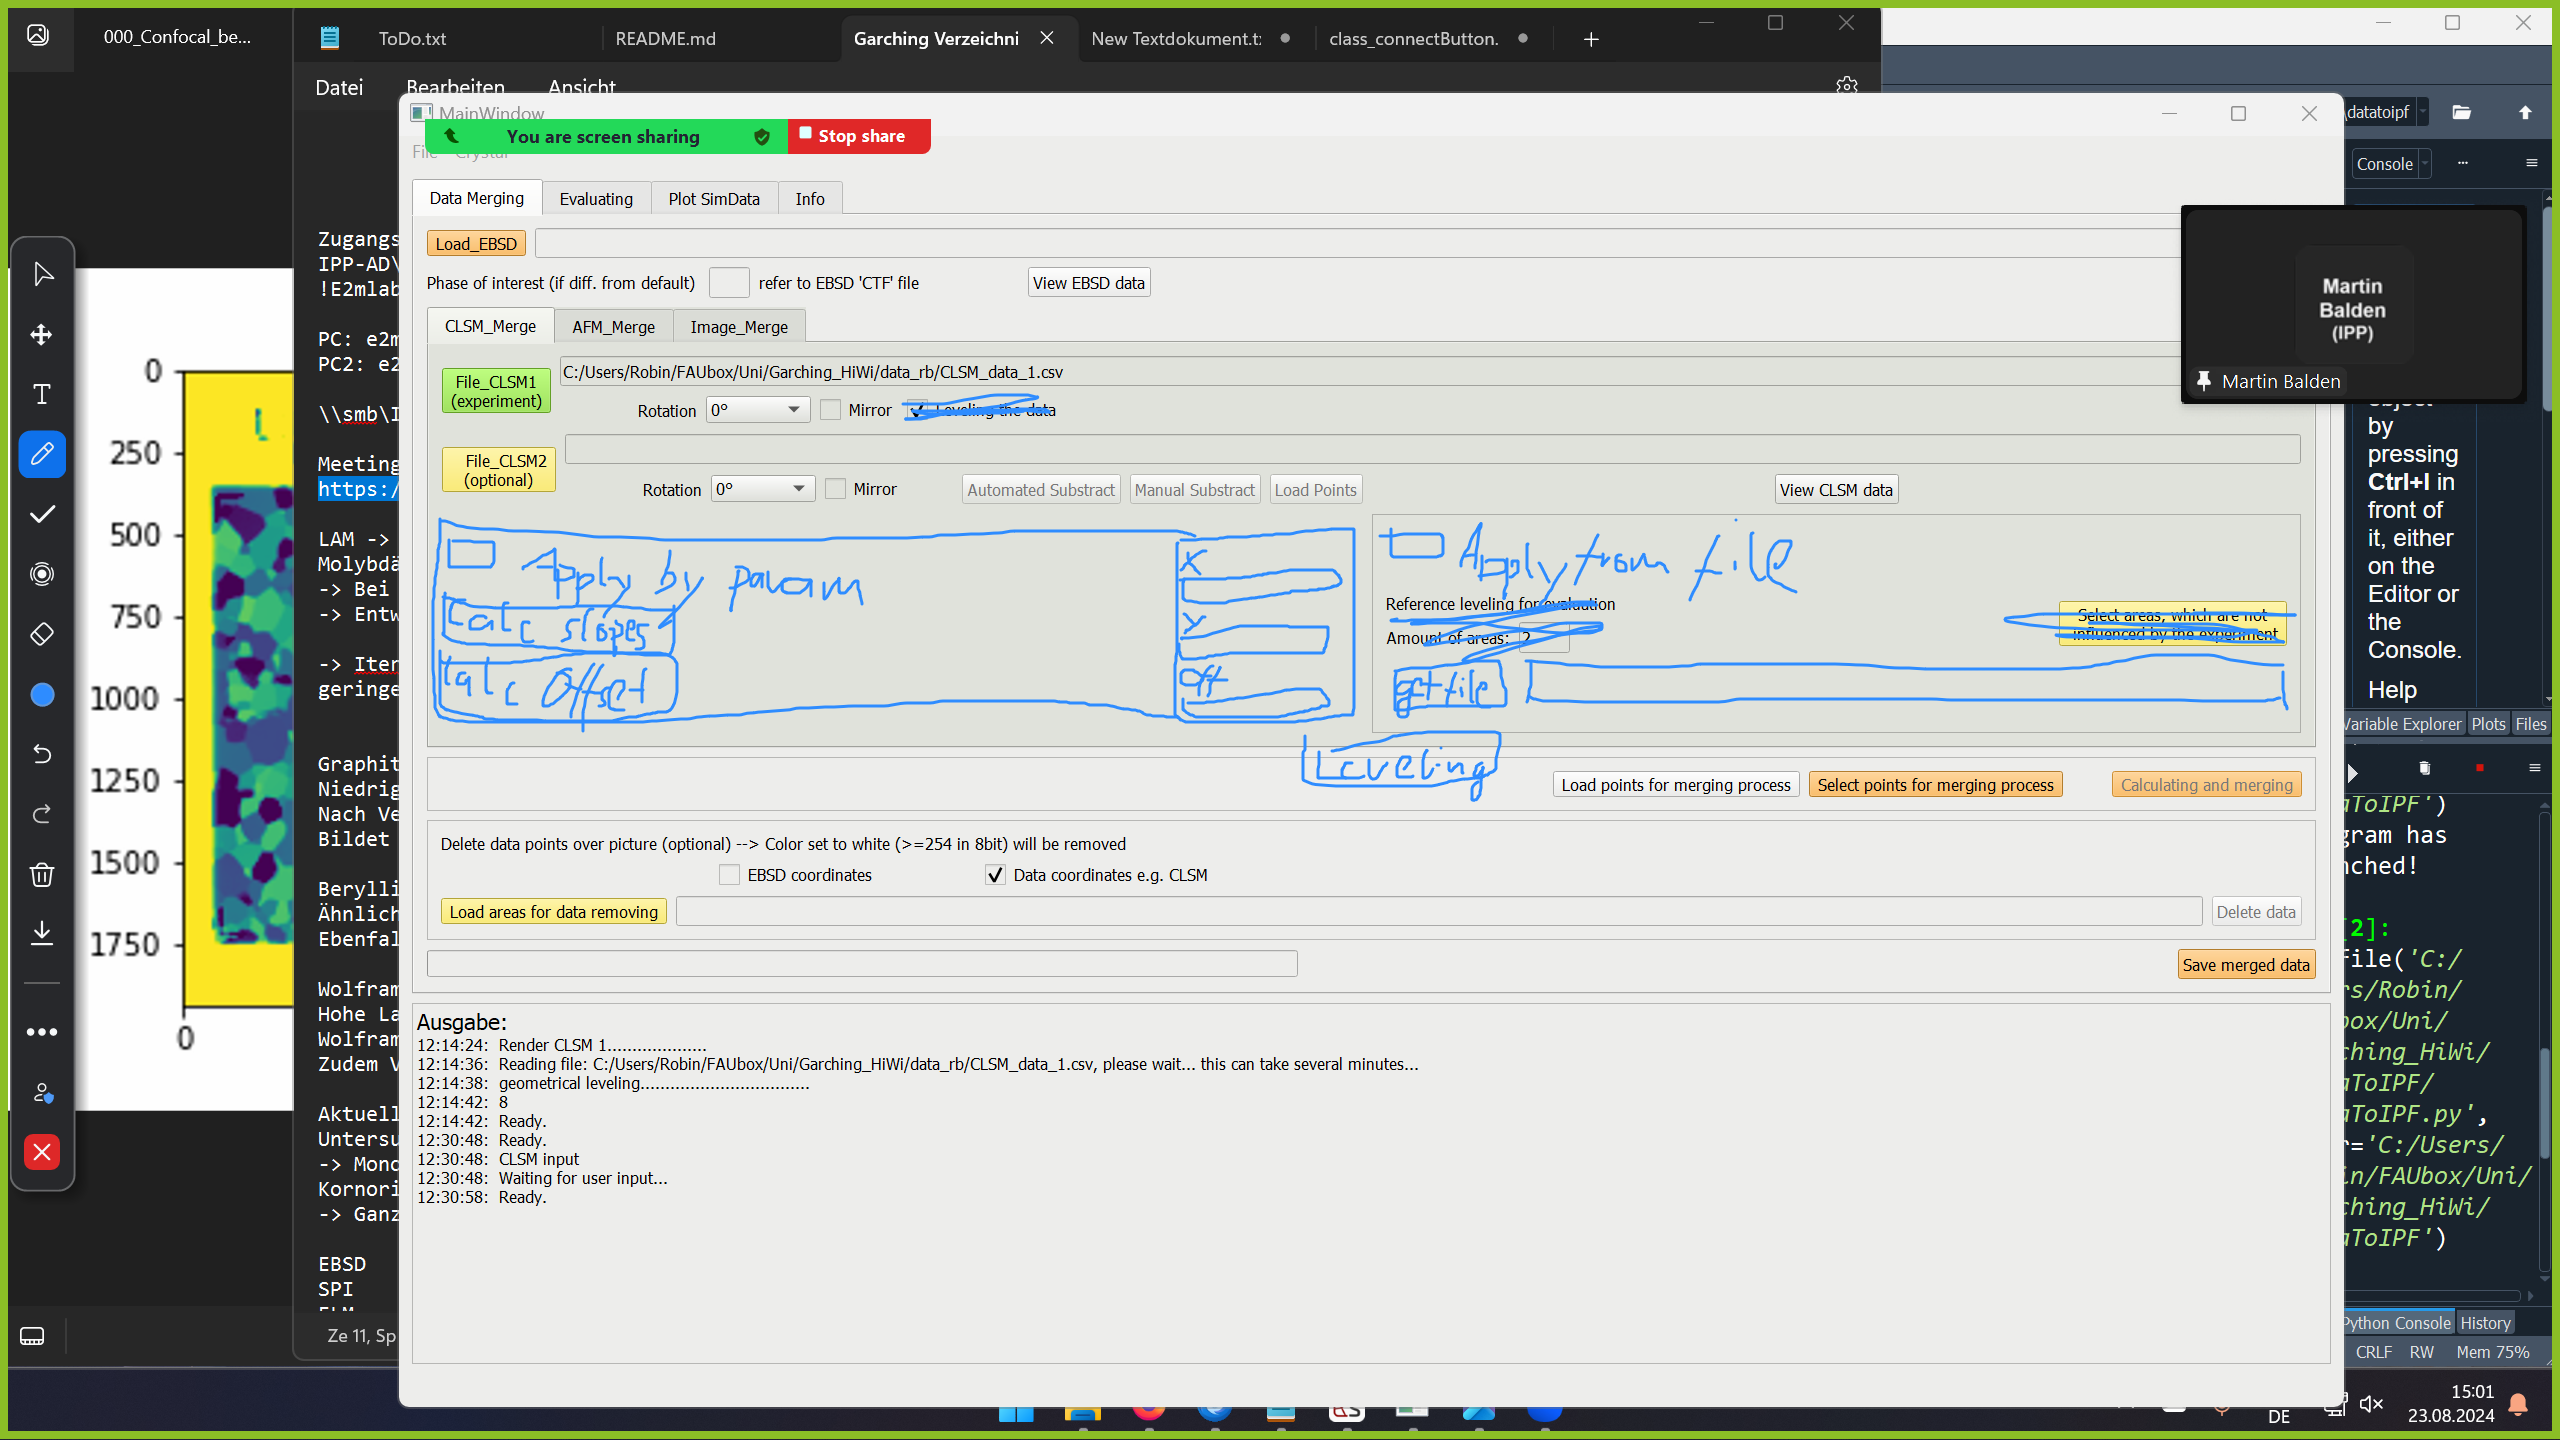 000_Confocal_be...
ToDo.txt
README.md
Garching Verzeichni
New Textdokument.t
class_connectButton.
Datei
Bearbeiten
Ansicht
MainWindow
You are screen sharing
Stop share
File
Crystal
Data Merging
Evaluating
Plot SimData
Info
Load_EBSD
Phase of interest (if diff. from default)
refer to EBSD 'CTF' file
View EBSD data
CLSM_Merge
AFM_Merge
Image_Merge
File_CLSM1
(experiment)
C:/Users/Robin/FAUbox/Uni/Garching_HiWi/data_rb/CLSM_data_1.csv
Rotation
0°
Mirror
Leveling the data
File_CLSM2
(optional)
Rotation
0°
Mirror
Automated Substract
Manual Substract
Load Points
View CLSM data
Apply by param
Calc slopes
Calc Offset
X
Y
Off
Apply from file
Reference leveling for evaluation
Amount of areas: 2
Select areas, which are not
influenced by the experiment
get file
Leveling
Load points for merging process
Select points for merging process
Calculating and merging
Delete data points over picture (optional) --> Color set to white (>=254 in 8bit) will be removed
EBSD coordinates
Data coordinates e.g. CLSM
Load areas for data removing
Delete data
Save merged data
Ausgabe:
12:14:24: Render CLSM 1....................
12:14:36: Reading file: C:/Users/Robin/FAUbox/Uni/Garching_HiWi/data_rb/CLSM_data_1.csv, please wait... this can take several minutes...
12:14:38: geometrical leveling..................................
12:14:42: 8
12:14:42: Ready.
12:30:48: Ready.
12:30:48: CLSM input
12:30:48: Waiting for user input...
12:30:58: Ready.
0
250
500
750
1000
1250
1500
1750
0
Zugangs
IPP-AD\
!E2mlab
PC: e2m
PC2: e2
\\smb\I
Meeting
https:/
LAM ->
Molybdä
-> Bei
-> Entw
-> Iter
geringe
Graphit
Niedrig
Nach Ve
Bildet
Berylli
Ähnlich
Ebenfal
Wolfram
Hohe La
Wolfram
Zudem V
Aktuell
Untersu
-> Mond
Kornori
-> Ganz
EBSD
SPI
Ze 11, Sp
datatoipf
Console
Martin
Balden
(IPP)
Martin Balden
object
by
pressing
Ctrl+I in
front of
it, either
on the
Editor or
the
Console.
Help
Variable Explorer
Plots
Files
aToIPF')
gram has
nched!
[2]:
file('C:/
rs/Robin/
box/Uni/
ching_HiWi/
aToIPF/
aToIPF.py',
r='C:/Users/
in/FAUbox/Uni/
ching_HiWi/
aToIPF')
Python Console
History
CRLF
RW
Mem 75%
DE
15:01
23.08.2024